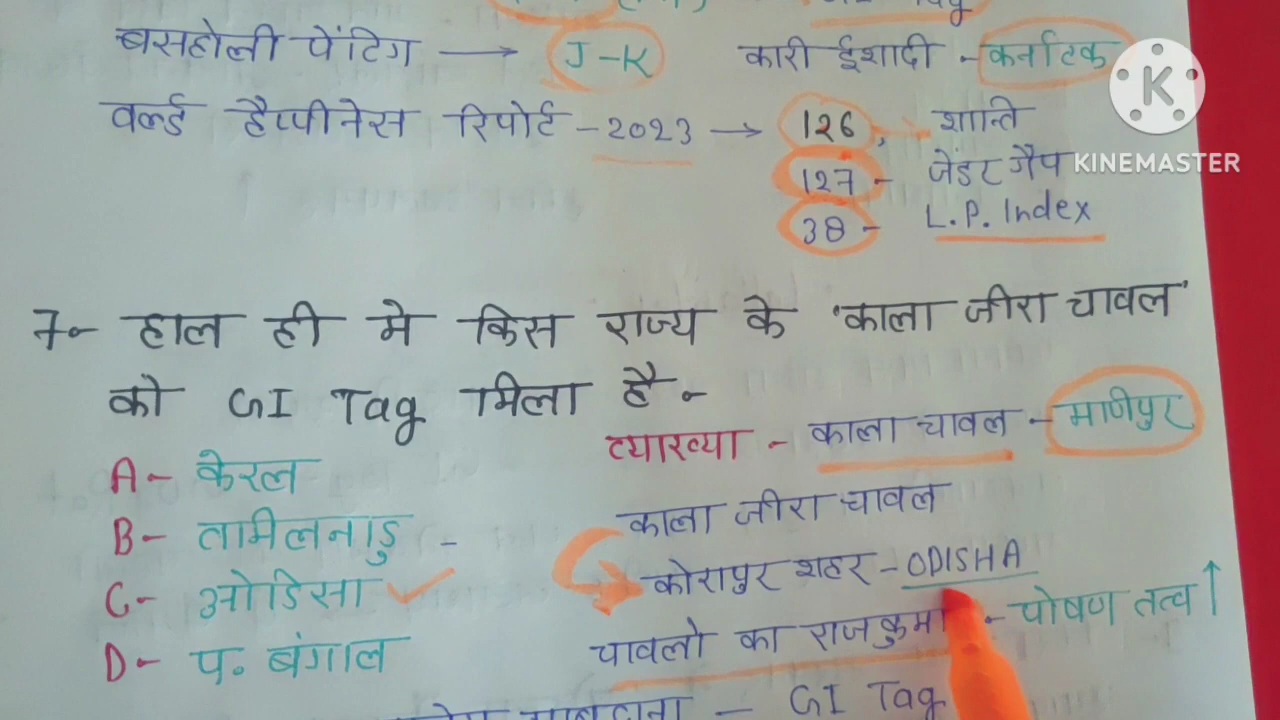 बसहोली पेंटिग → J-K कारी ईशादी - कर्नाटक
वर्ल्ड हैप्पीनेस रिपोर्ट - 2023 → 126, शान्ति
127 - जेंडर गैप
38 - L.P. Index
KINEMASTER
7- हाल ही मे किस राज्य के 'काला जीरा चावल'
को GI Tag मिला है -
व्याख्या - काला चावल - मणिपुर
A- केरल
B- तामिलनाडु -
C- ओडिसा ✓
D- प. बंगाल
काला जीरा चावल
कोरापुर शहर - ODISHA
चावलो का राजकुमा - पोषण तत्व ↑
- GI Tag